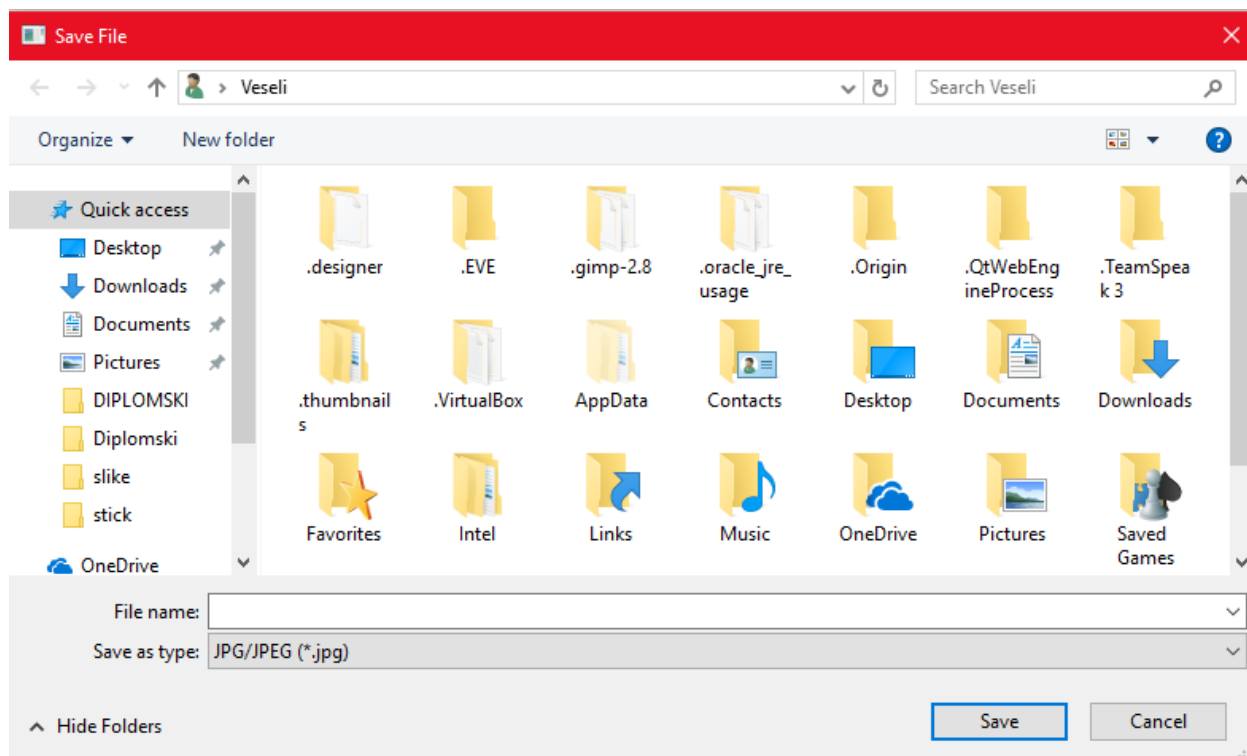 Save File
Veseli
Search Veseli
Organize
New folder
Quick access
Desktop
Downloads
Documents
Pictures
DIPLOMSKI
Diplomski
slike
stick
OneDrive
.designer
.EVE
.gimp-2.8
.oracle_jre_
usage
.Origin
.QtWebEng
ineProcess
.TeamSpea
k 3
.thumbnail
s
.VirtualBox
AppData
Contacts
Desktop
Documents
Downloads
Favorites
Intel
Links
Music
OneDrive
Pictures
Saved
Games
File name:
Save as type: JPG/JPEG (*.jpg)
Hide Folders
Save
Cancel